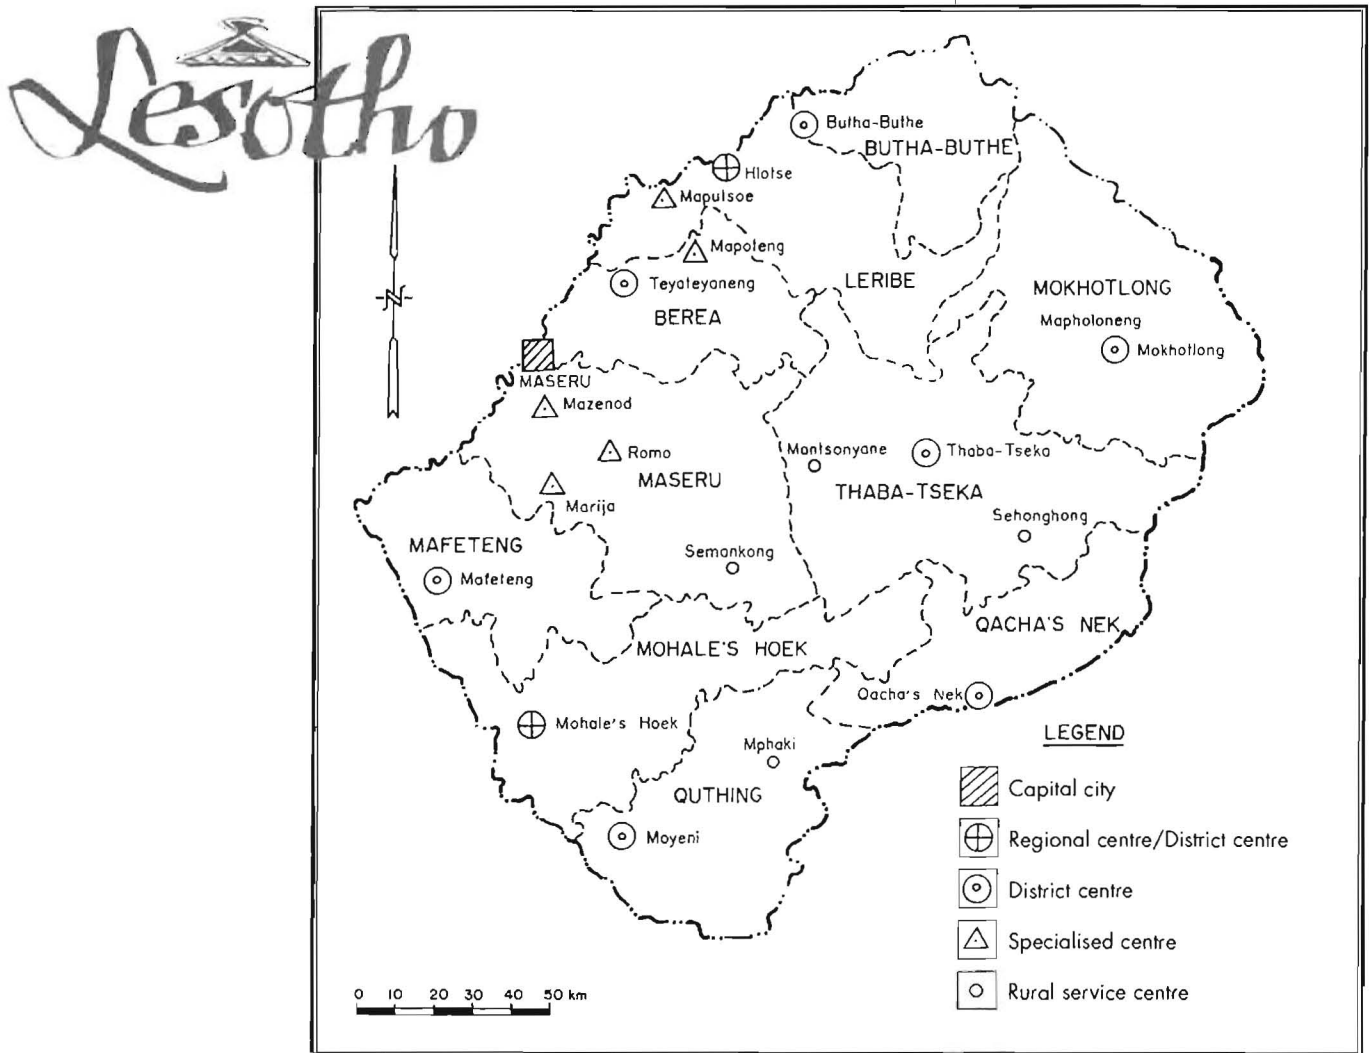 Lesotho
Butha-Buthe
BUTHA-BUTHE
Hlotse
Maputsoe
Mapoteng
Teyateyaneng
LERIBE
BEREA
MOKHOTLONG
Mapholoneng
Mokhotlong
N
MASERU
Mazenod
Romo
MASERU
Marija
Mantsonyane
Thaba-Tseka
THABA-TSEKA
Sehonghong
MAFETENG
Mafeteng
Semankong
QACHA'S NEK
MOHALE'S HOEK
Qacha's Nek
Mohale's Hoek
Mphaki
QUTHING
Moyeni
LEGEND
Capital city
Regional centre/District centre
District centre
Specialised centre
Rural service centre
0 10 20 30 40 50 km